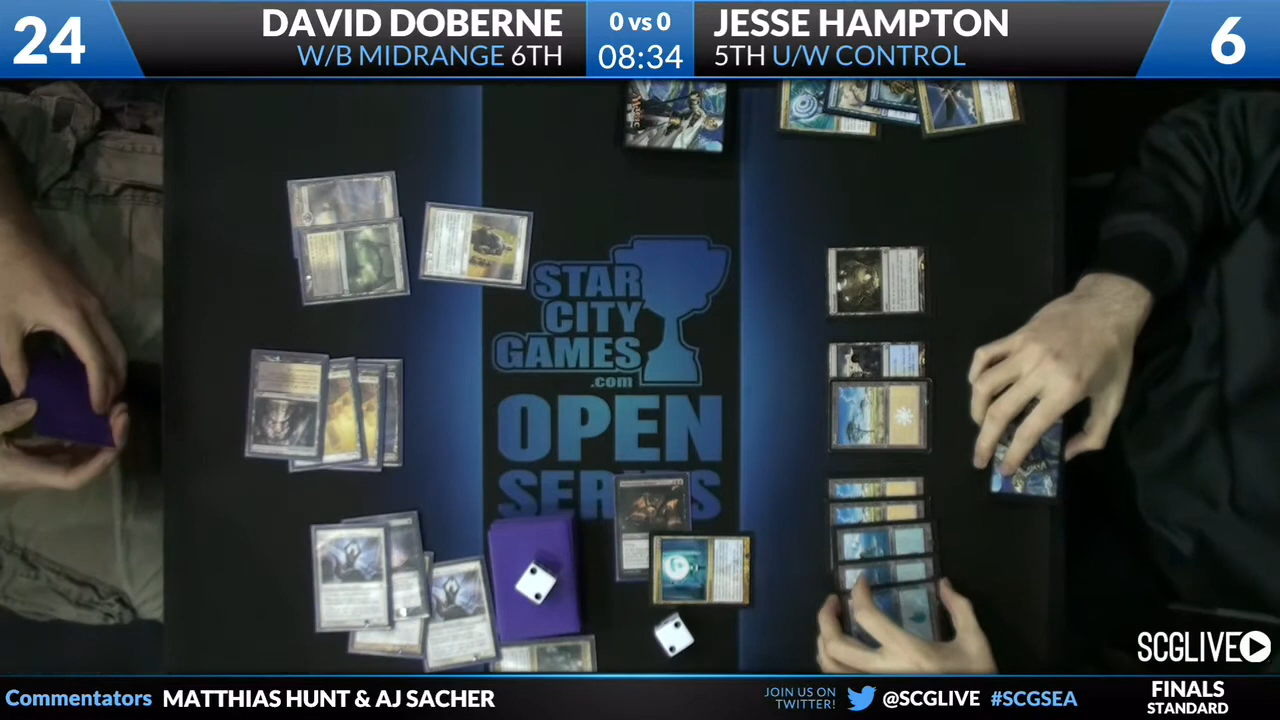 24
DAVID DOBERNE
W/B MIDRANGE 6TH
0 vs 0
08:34
JESSE HAMPTON
5TH U/W CONTROL
6
STAR
CITY
GAMES
.com
OPEN
SERIES
SCGLIVE
Commentators MATTHIAS HUNT & AJ SACHER
JOIN US ON
TWITTER!
@SCGLIVE #SCGSEA
FINALS
STANDARD